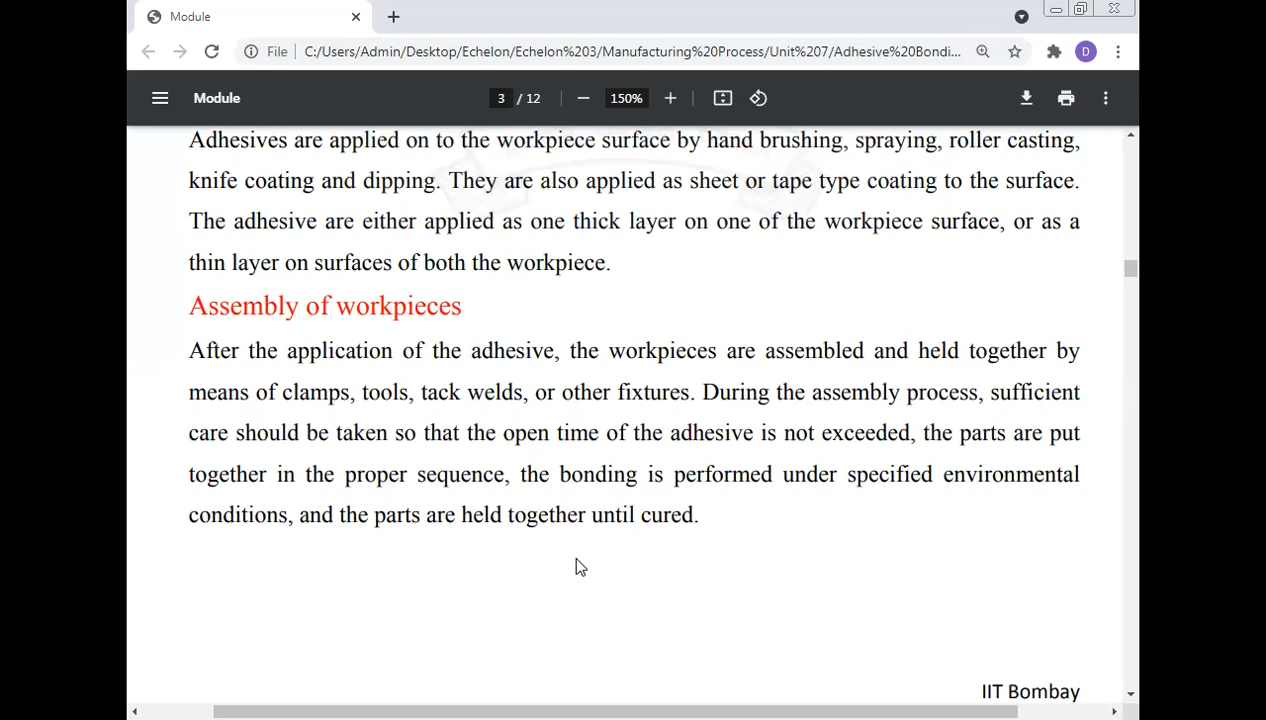 Module
File C:/Users/Admin/Desktop/Echelon/Echelon%203/Manufacturing%20Process/Unit%207/Adhesive%20Bondi... D
Module 3 / 12 150%
Adhesives are applied on to the workpiece surface by hand brushing, spraying, roller casting,
knife coating and dipping. They are also applied as sheet or tape type coating to the surface.
The adhesive are either applied as one thick layer on one of the workpiece surface, or as a
thin layer on surfaces of both the workpiece.
Assembly of workpieces
After the application of the adhesive, the workpieces are assembled and held together by
means of clamps, tools, tack welds, or other fixtures. During the assembly process, sufficient
care should be taken so that the open time of the adhesive is not exceeded, the parts are put
together in the proper sequence, the bonding is performed under specified environmental
conditions, and the parts are held together until cured.
IIT Bombay